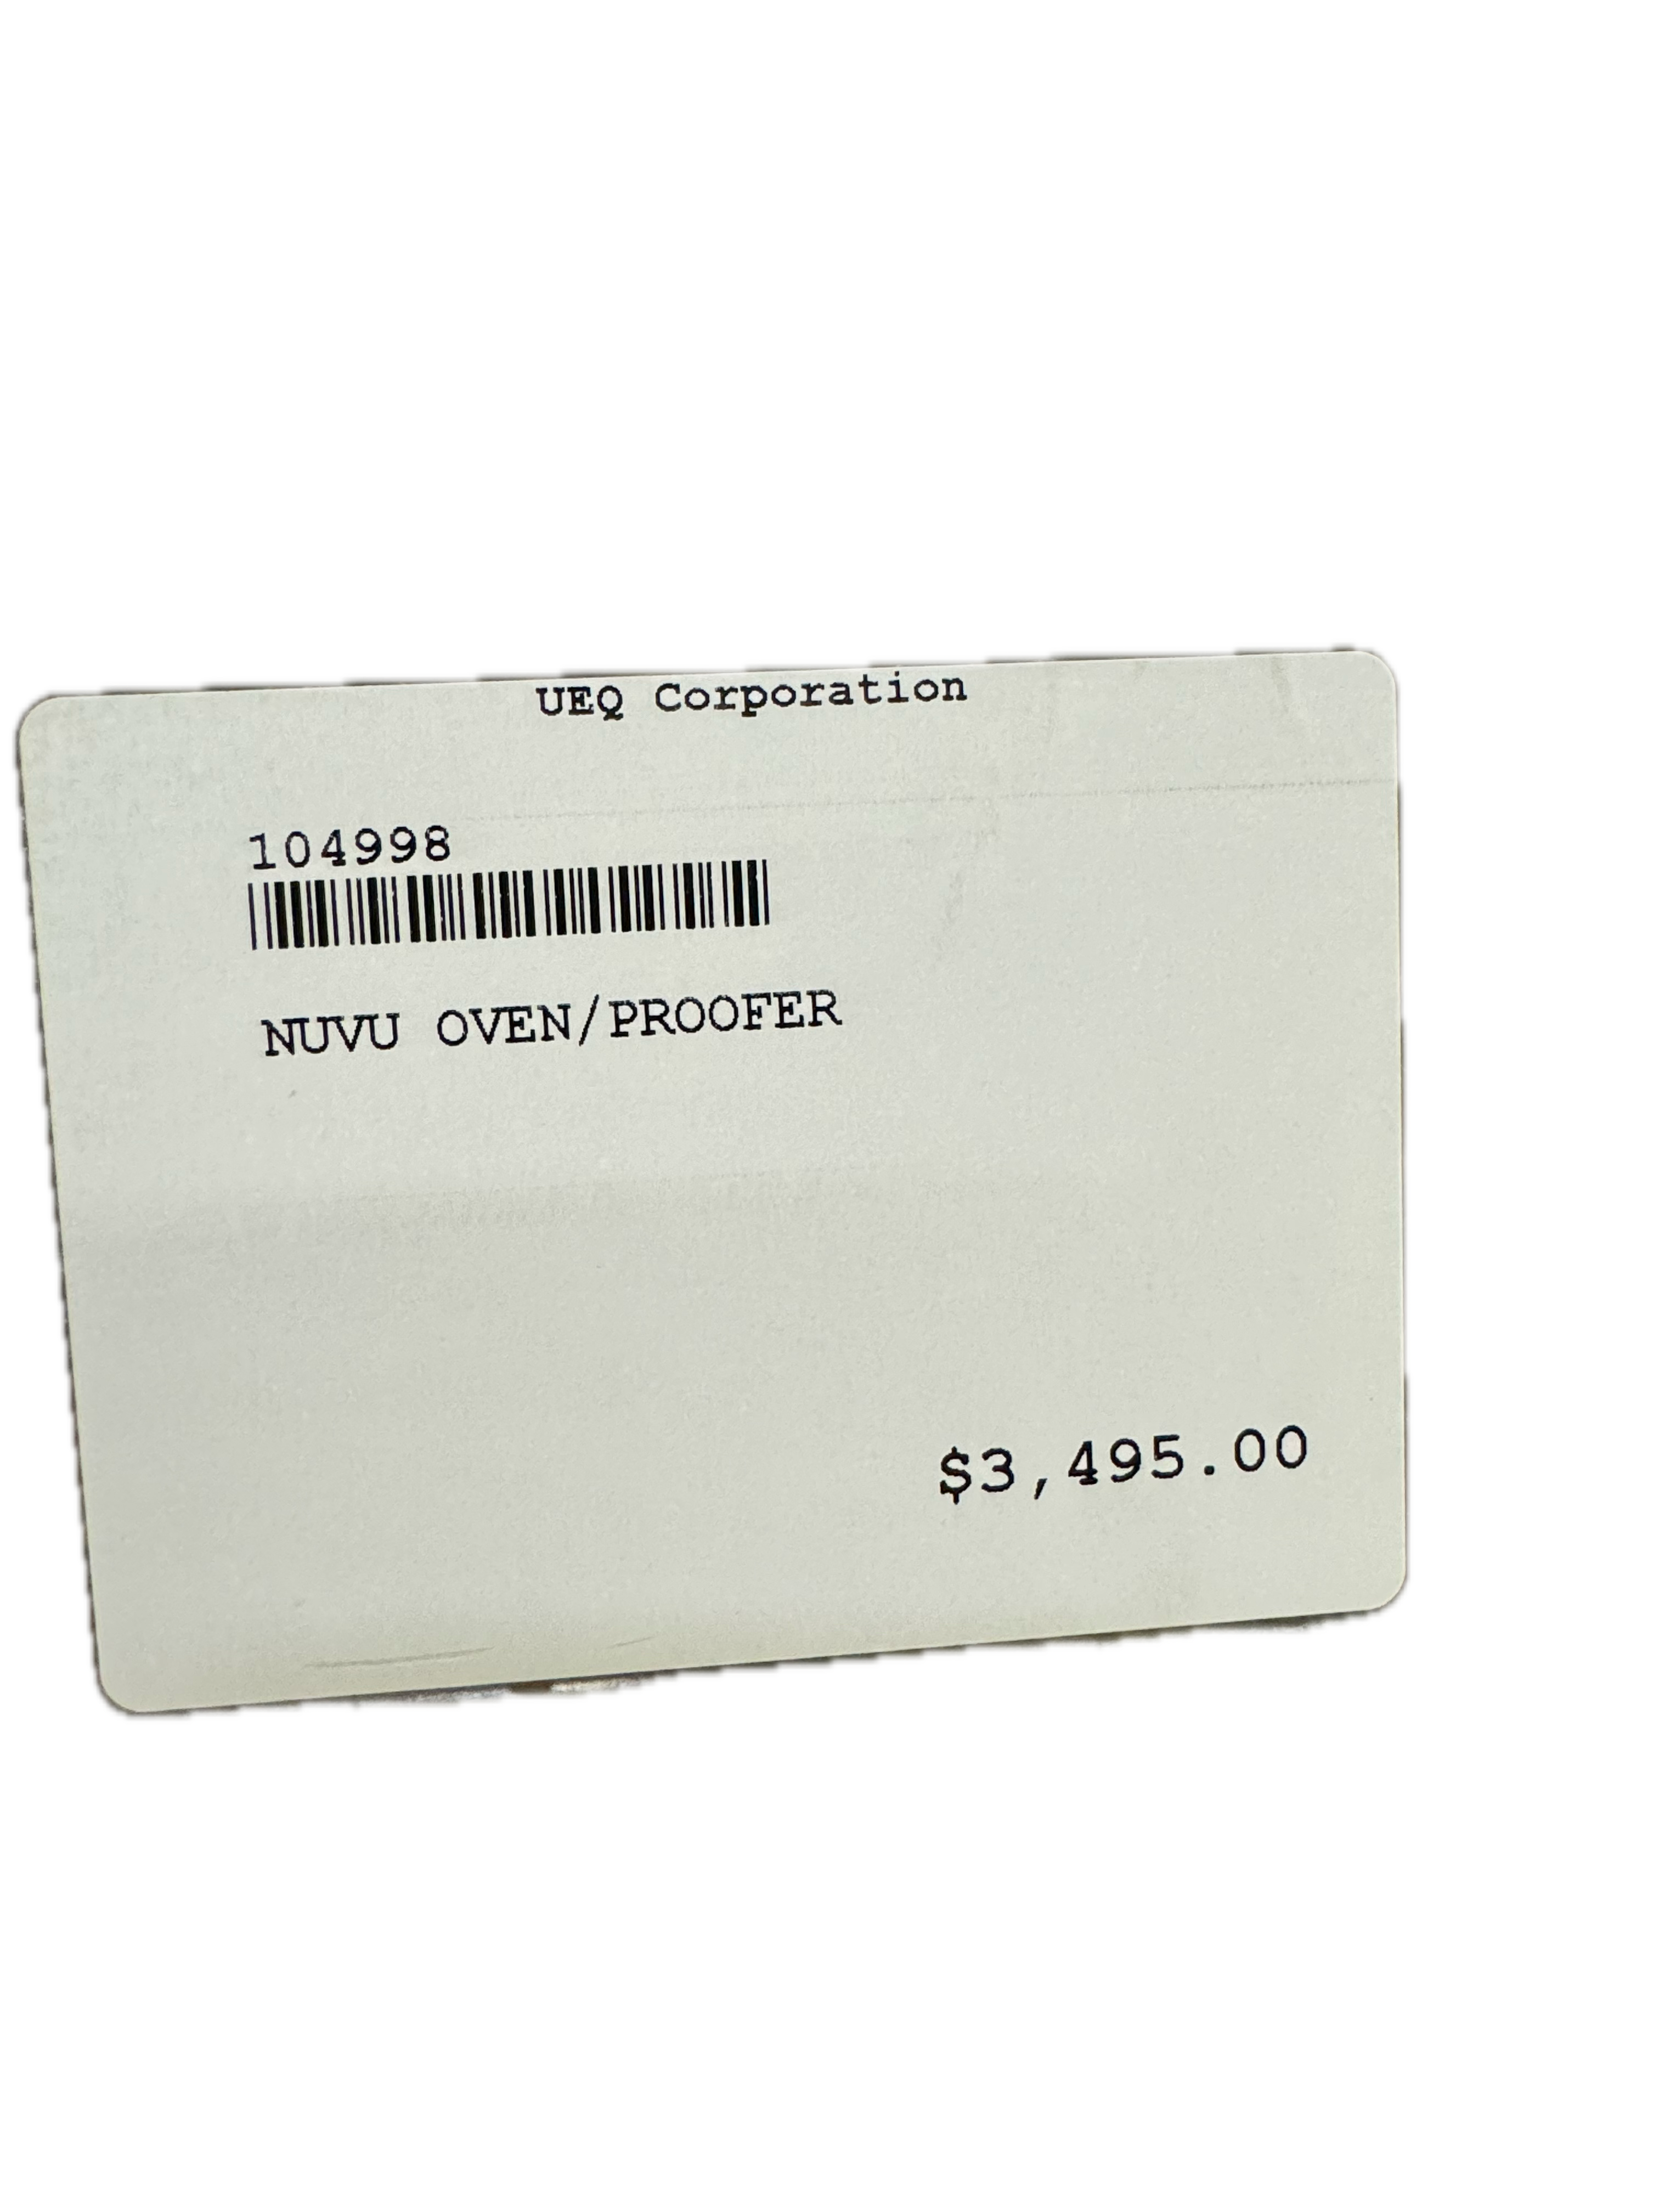 UEQ Corporation
104998
NUVU OVEN/PROOFER
$3,495.00